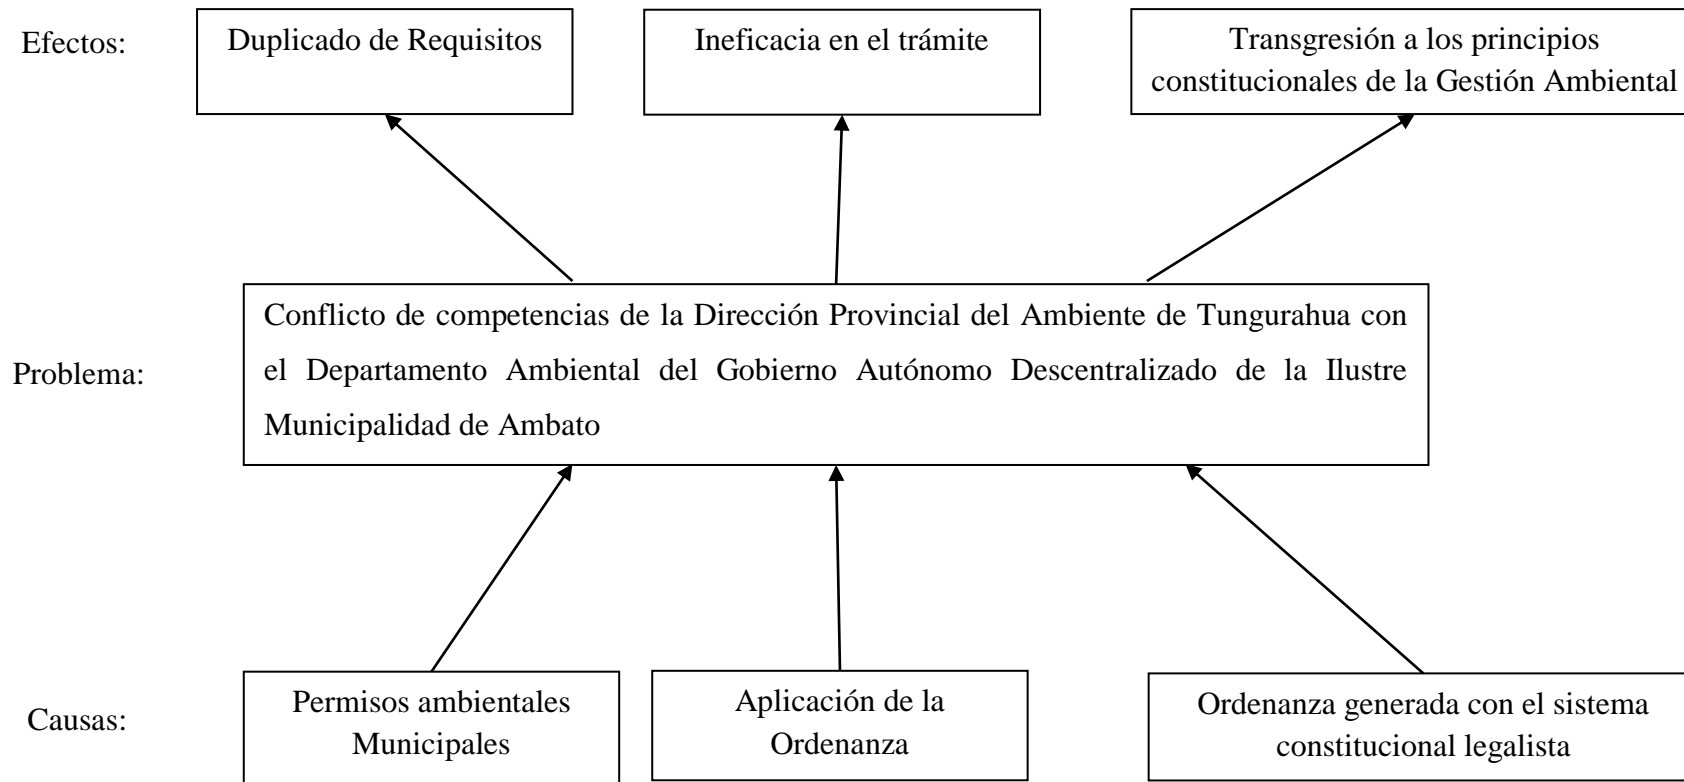 Efectos:
Duplicado de Requisitos
Ineficacia en el trámite
Transgresión a los principios
constitucionales de la Gestión Ambiental
Problema:
Conflicto de competencias de la Dirección Provincial del Ambiente de Tungurahua con
el Departamento Ambiental del Gobierno Autónomo Descentralizado de la Ilustre
Municipalidad de Ambato
Causas:
Permisos ambientales
Municipales
Aplicación de la
Ordenanza
Ordenanza generada con el sistema
constitucional legalista